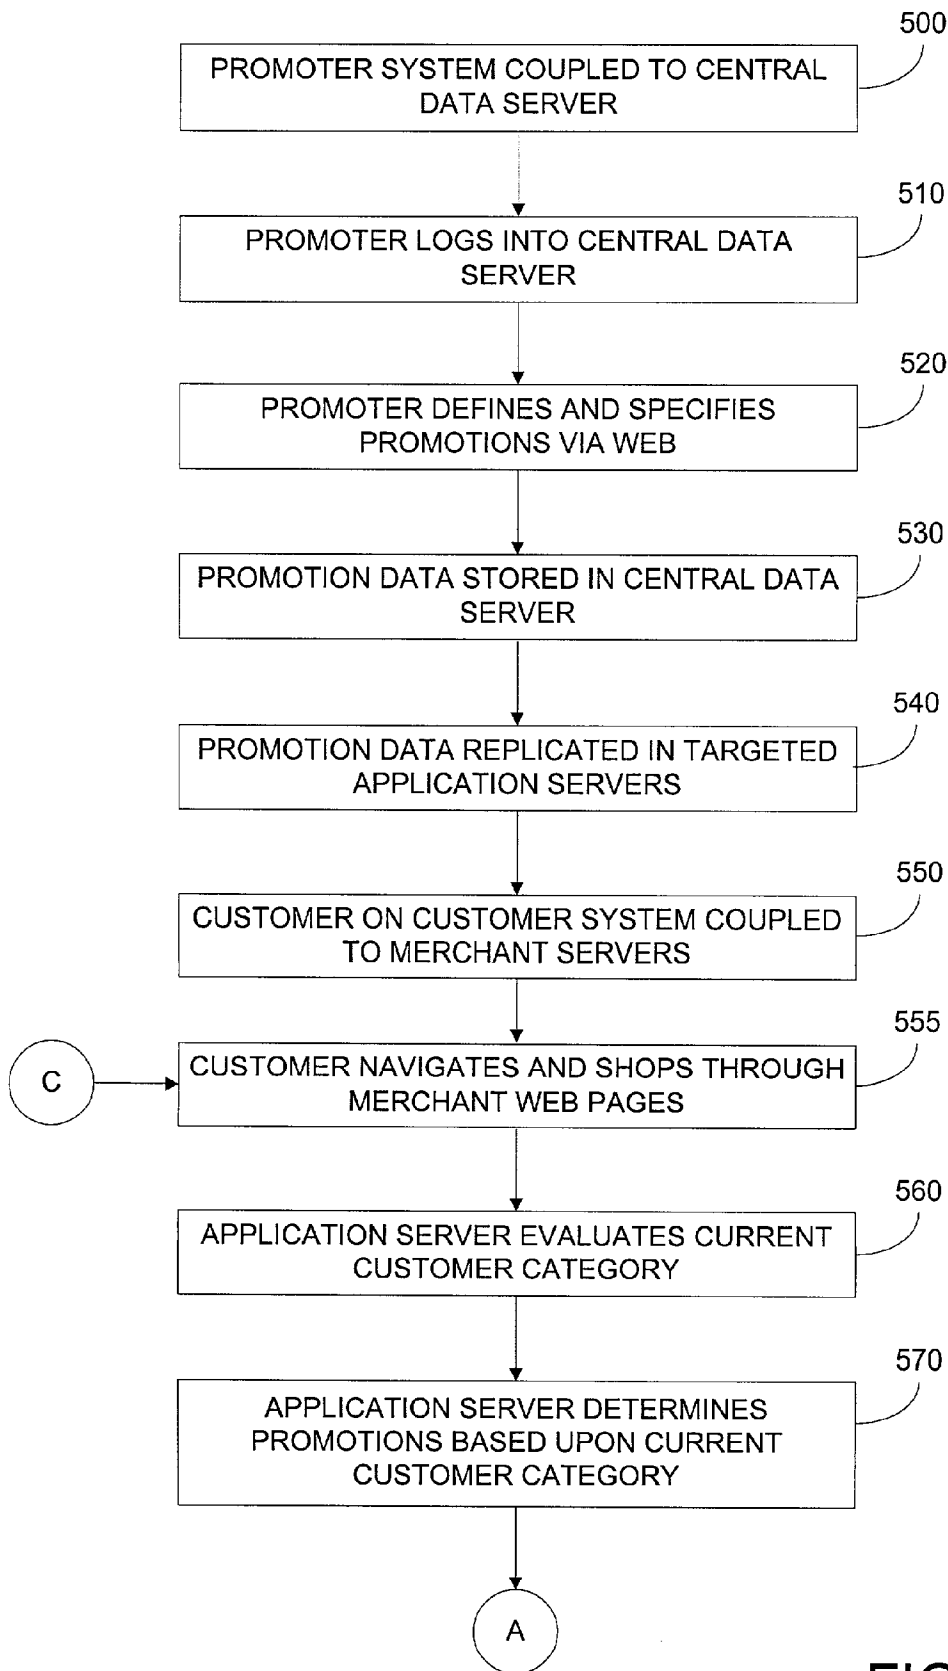 500
PROMOTER SYSTEM COUPLED TO CENTRAL
DATA SERVER
510
PROMOTER LOGS INTO CENTRAL DATA
SERVER
520
PROMOTER DEFINES AND SPECIFIES
PROMOTIONS VIA WEB
530
PROMOTION DATA STORED IN CENTRAL DATA
SERVER
540
PROMOTION DATA REPLICATED IN TARGETED
APPLICATION SERVERS
550
CUSTOMER ON CUSTOMER SYSTEM COUPLED
TO MERCHANT SERVERS
555
C
CUSTOMER NAVIGATES AND SHOPS THROUGH
MERCHANT WEB PAGES
560
APPLICATION SERVER EVALUATES CURRENT
CUSTOMER CATEGORY
570
APPLICATION SERVER DETERMINES
PROMOTIONS BASED UPON CURRENT
CUSTOMER CATEGORY
A